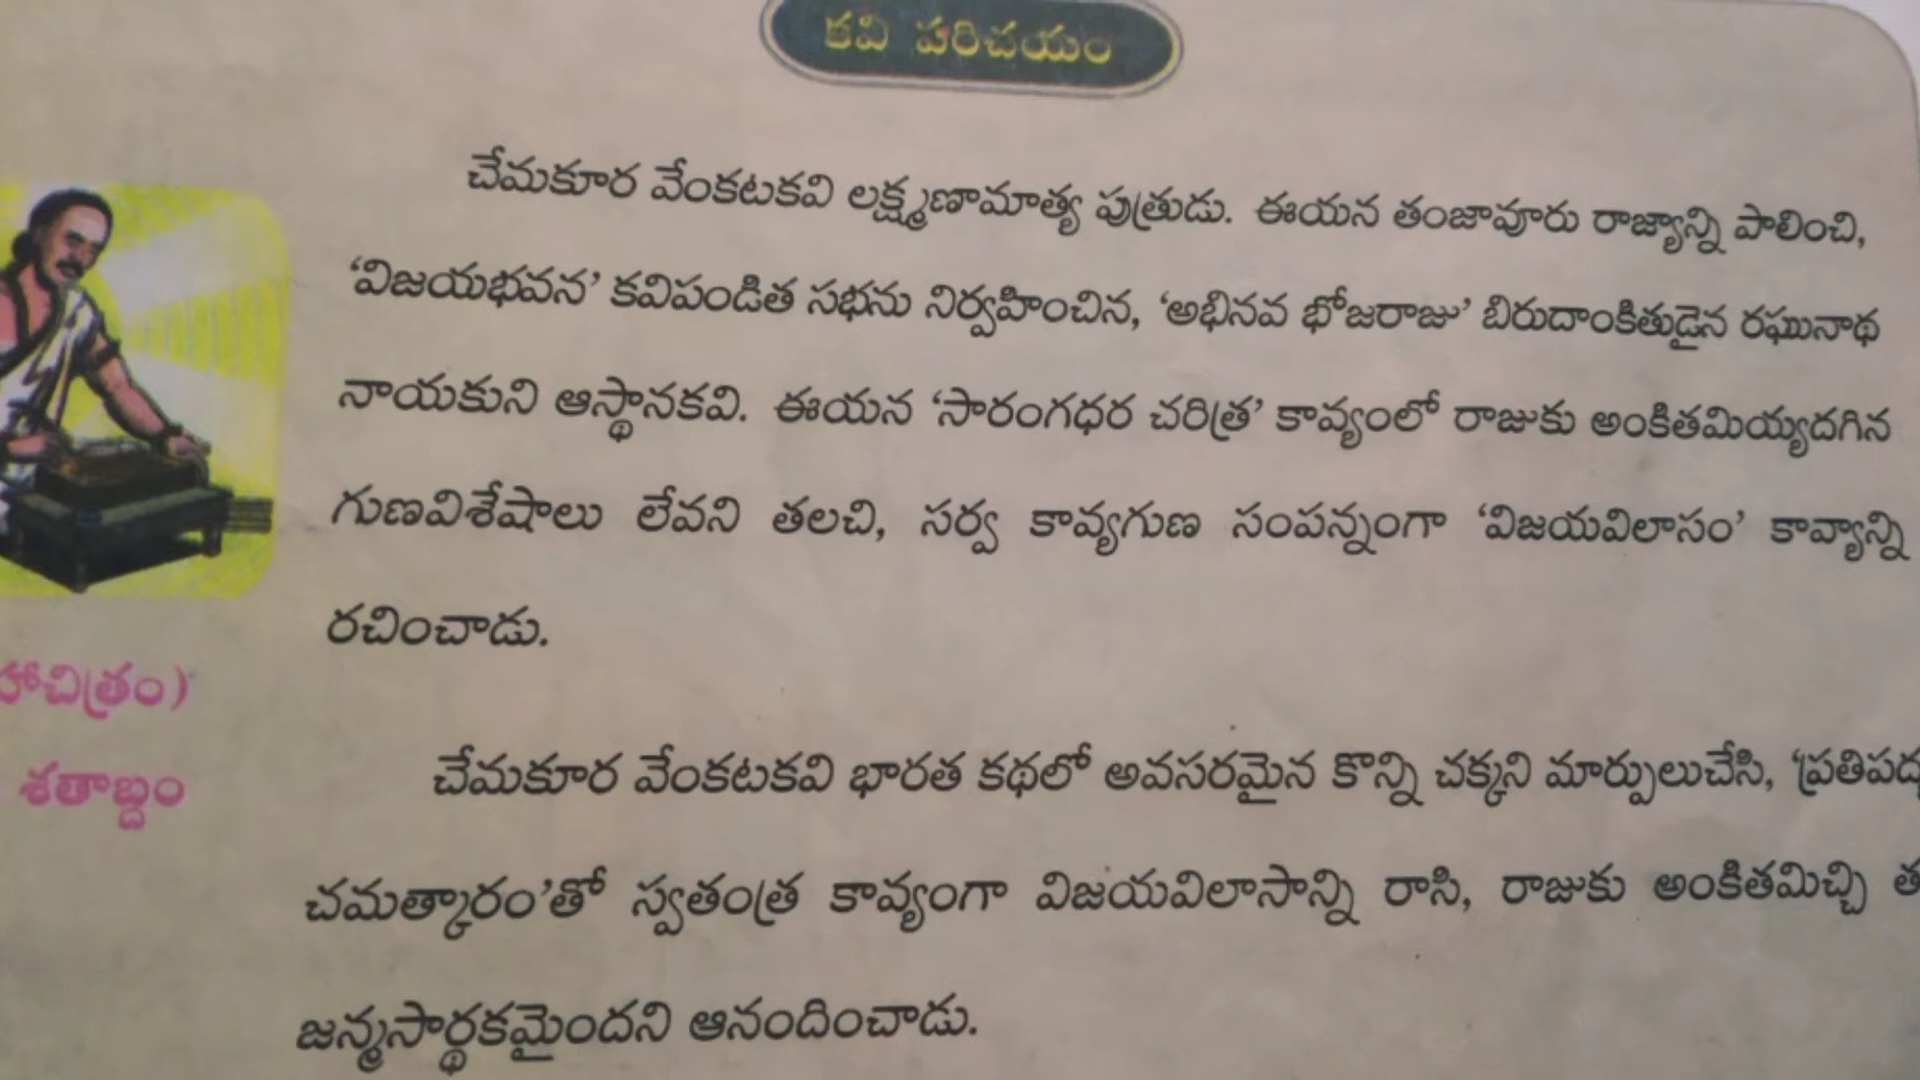 కవి పరిచయం
చేమకూర వేంకటకవి లక్ష్మణామాత్య పుత్రుడు. ఈయన తంజావూరు రాజ్యాన్ని పాలించి,
‘విజయభవన’ కవిపండిత సభను నిర్వహించిన, ‘అభినవ భోజరాజు’ బిరుదాంకితుడైన రఘునాథ
నాయకుని ఆస్థానకవి. ఈయన ‘సారంగధర చరిత్ర’ కావ్యంలో రాజుకు అంకితమియ్యదగిన
గుణవిశేషాలు లేవని తలచి, సర్వ కావ్యగుణ సంపన్నంగా ‘విజయవిలాసం’ కావ్యాన్ని
రచించాడు.
శతాబ్దం
చేమకూర వేంకటకవి భారత కథలో అవసరమైన కొన్ని చక్కని మార్పులుచేసి,
చమత్కారం’తో స్వతంత్ర కావ్యంగా విజయవిలాసాన్ని రాసి, రాజుకు అంకితమిచ్చి
జన్మసార్థకమైందని ఆనందించాడు.